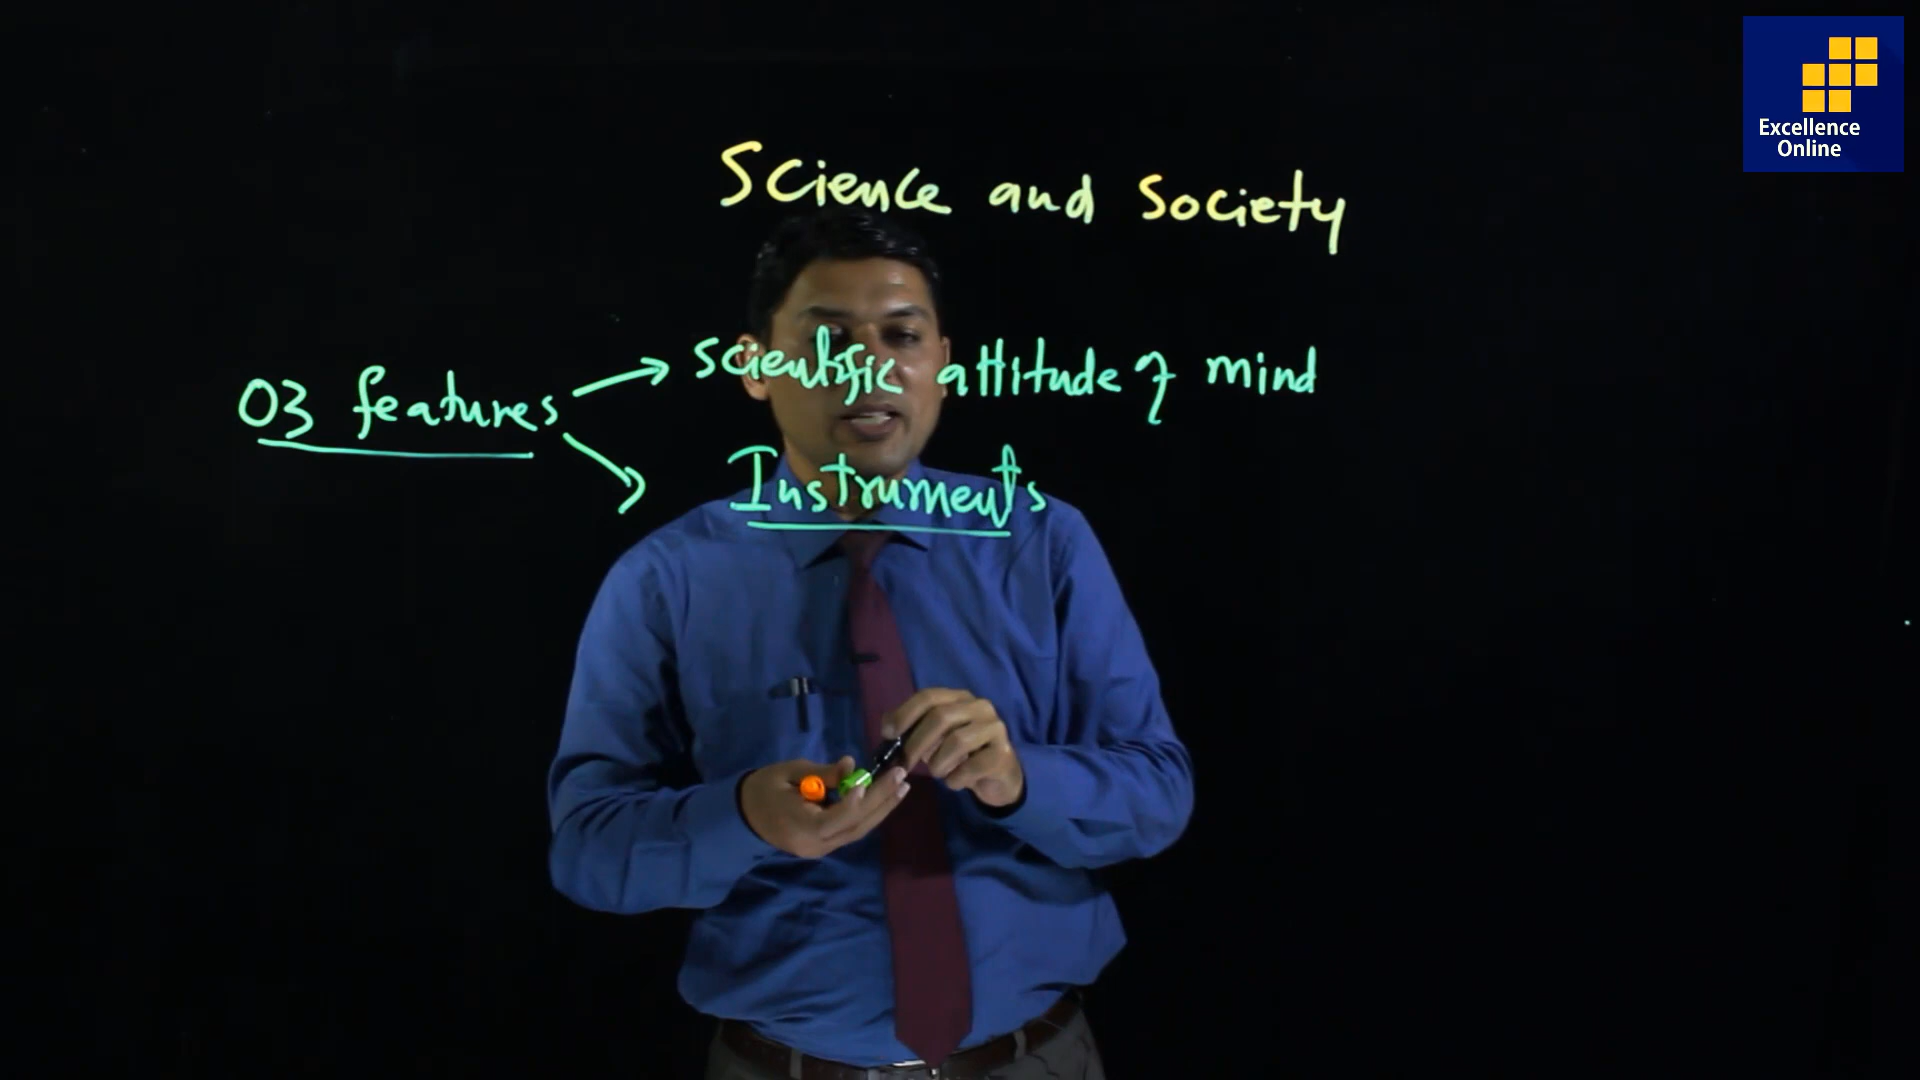 Excellence
Online
Science and Society
03 features → Scientific attitude of mind
→ Instruments